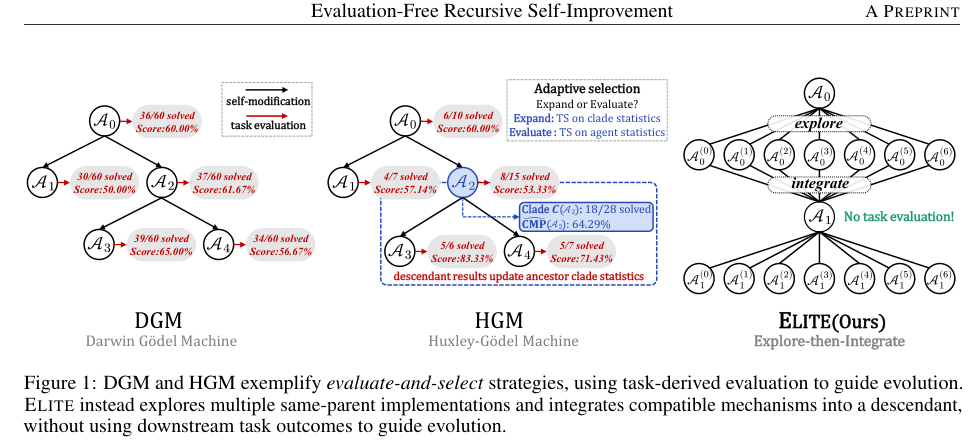 Evaluation-Free Recursive Self-Improvement
A PREPRINT
self-modification
task evaluation
A0
36/60 solved
Score:60.00%
A1
30/60 solved
Score:50.00%
A2
37/60 solved
Score:61.67%
A3
39/60 solved
Score:65.00%
A4
34/60 solved
Score:56.67%
DGM
Darwin Gödel Machine
Adaptive selection
Expand or Evaluate?
Expand: TS on clade statistics
Evaluate : TS on agent statistics
A0
6/10 solved
Score:60.00%
A1
4/7 solved
Score:57.14%
A2
8/15 solved
Score:53.33%
Clade C(A2): 18/28 solved
CMP(A2): 64.29%
A3
5/6 solved
Score:83.33%
A4
5/7 solved
Score:71.43%
descendant results update ancestor clade statistics
HGM
Huxley-Gödel Machine
A0
explore
A0(0) A0(1) A0(2) A0(3) A0(4) A0(5) A0(6)
integrate
A1
No task evaluation!
A1(0) A1(1) A1(2) A1(3) A1(4) A1(5) A1(6)
ELITE(Ours)
Explore-then-Integrate
Figure 1: DGM and HGM exemplify evaluate-and-select strategies, using task-derived evaluation to guide evolution.
ELITE instead explores multiple same-parent implementations and integrates compatible mechanisms into a descendant,
without using downstream task outcomes to guide evolution.